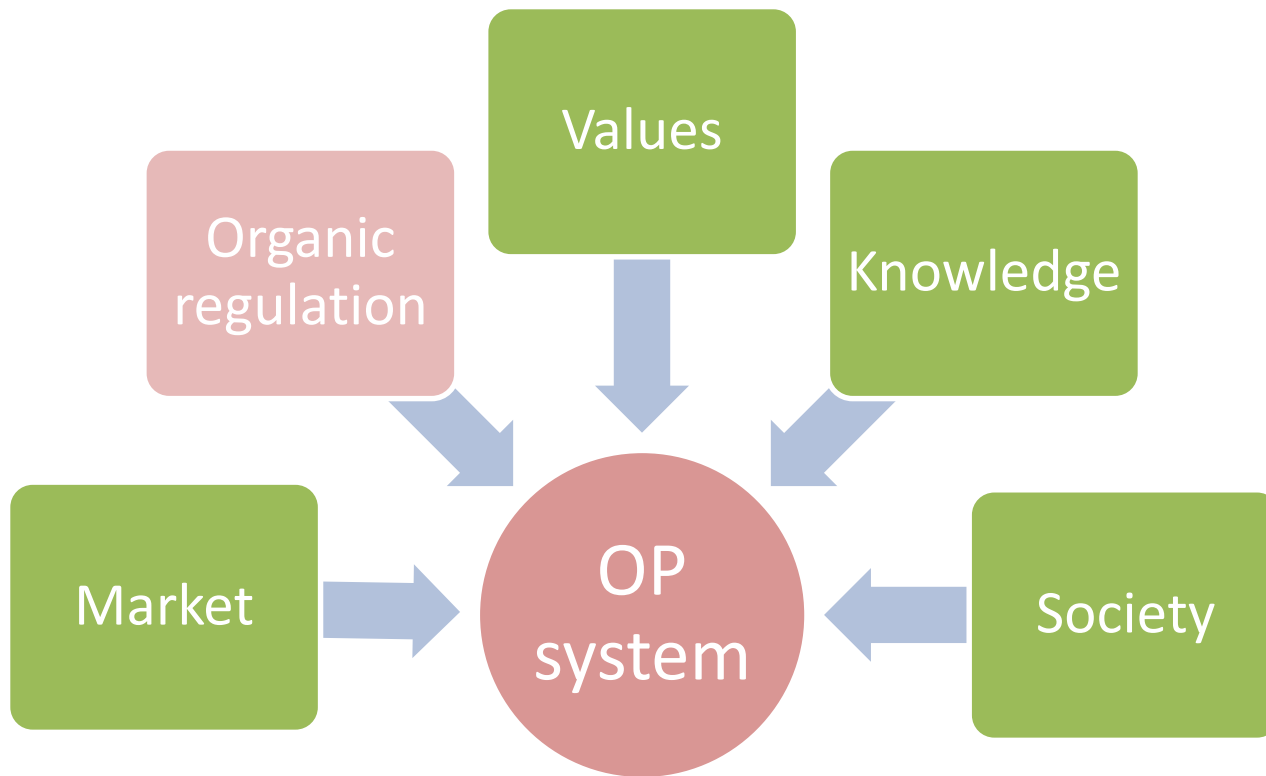 Values
Organic
regulation
Knowledge
Market
OP
system
Society